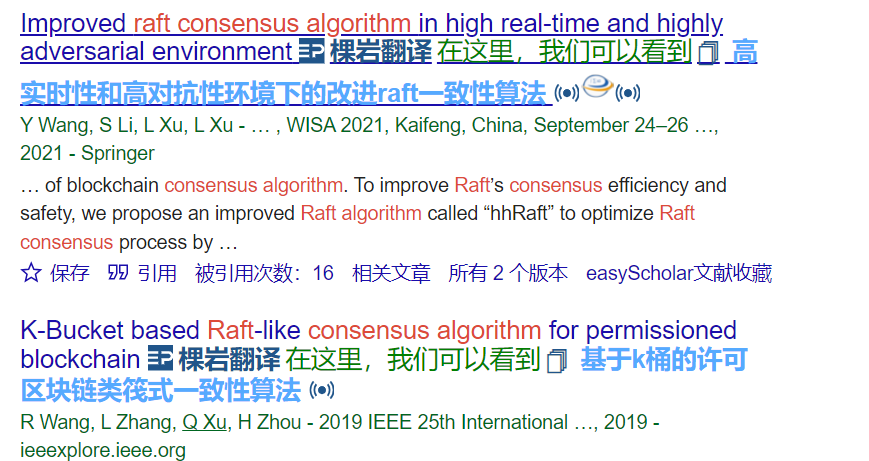 Improved raft consensus algorithm in high real-time and highly
adversarial environment 棵岩翻译 在这里，我们可以看到 高
实时性和高对抗性环境下的改进raft一致性算法
Y Wang, S Li, L Xu, L Xu - … , WISA 2021, Kaifeng, China, September 24–26 …,
2021 - Springer
… of blockchain consensus algorithm. To improve Raft's consensus efficiency and
safety, we propose an improved Raft algorithm called “hhRaft” to optimize Raft
consensus process by …
保存 引用 被引用次数：16 相关文章 所有 2 个版本 easyScholar文献收藏
K-Bucket based Raft-like consensus algorithm for permissioned
blockchain 棵岩翻译 在这里，我们可以看到 基于k桶的许可
区块链类筏式一致性算法
R Wang, L Zhang, Q Xu, H Zhou - 2019 IEEE 25th International …, 2019 -
ieeexplore.ieee.org